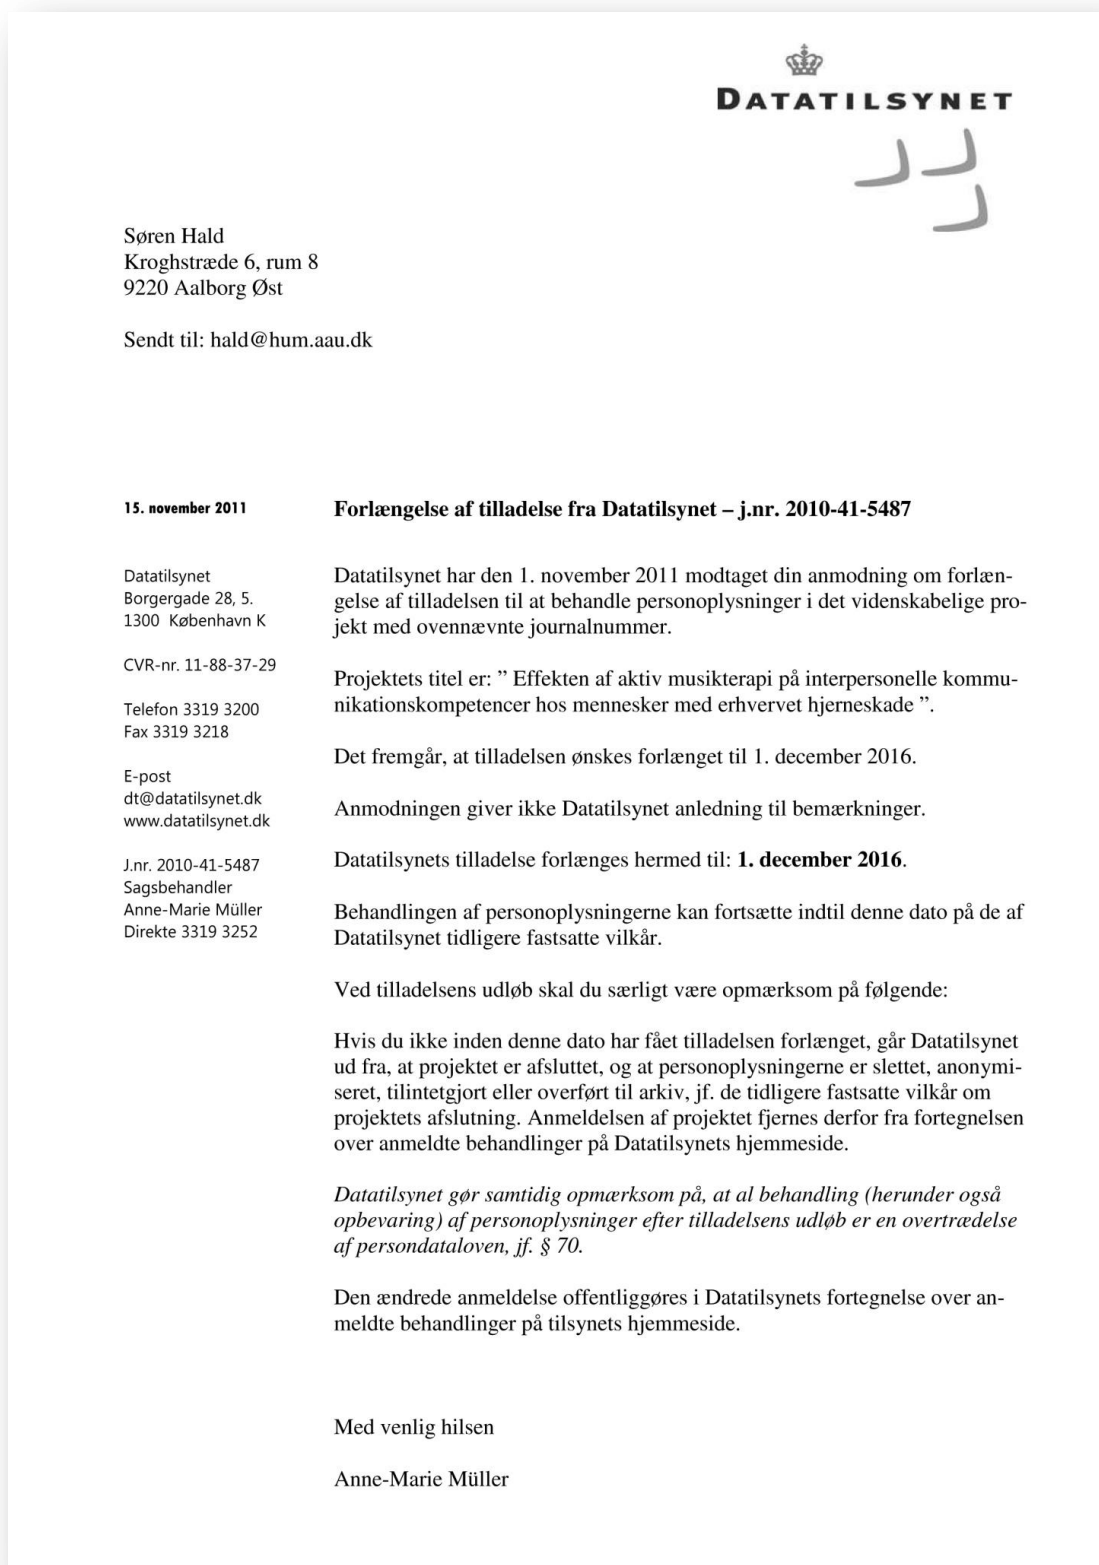 DATATILSYNET
Søren Hald
Kroghstræde 6, rum 8
9220 Aalborg Øst
Sendt til: hald@hum.aau.dk
15. november 2011
Datatilsynet
Borgergade 28, 5.
1300 København K
CVR-nr. 11-88-37-29
Telefon 3319 3200
Fax 3319 3218
E-post
dt@datatilsynet.dk
www.datatilsynet.dk
J.nr. 2010-41-5487
Sagsbehandler
Anne-Marie Müller
Direkte 3319 3252
Forlængelse af tilladelse fra Datatilsynet – j.nr. 2010-41-5487
Datatilsynet har den 1. november 2011 modtaget din anmodning om forlæn-
gelse af tilladelsen til at behandle personoplysninger i det videnskabelige pro-
jekt med ovennævnte journalnummer.
Projektets titel er: ” Effekten af aktiv musikterapi på interpersonelle kommu-
nikationskompetencer hos mennesker med erhvervet hjerneskade ”.
Det fremgår, at tilladelsen ønskes forlænget til 1. december 2016.
Anmodningen giver ikke Datatilsynet anledning til bemærkninger.
Datatilsynets tilladelse forlænges hermed til: 1. december 2016.
Behandlingen af personoplysningerne kan fortsætte indtil denne dato på de af
Datatilsynet tidligere fastsatte vilkår.
Ved tilladelsens udløb skal du særligt være opmærksom på følgende:
Hvis du ikke inden denne dato har fået tilladelsen forlænget, går Datatilsynet
ud fra, at projektet er afsluttet, og at personoplysningerne er slettet, anonymi-
seret, tilintetgjort eller overført til arkiv, jf. de tidligere fastsatte vilkår om
projektets afslutning. Anmeldelsen af projektet fjernes derfor fra fortegnelsen
over anmeldte behandlinger på Datatilsynets hjemmeside.
Datatilsynet gør samtidig opmærksom på, at al behandling (herunder også
opbevaring) af personoplysninger efter tilladelsens udløb er en overtrædelse
af persondataloven, jf. § 70.
Den ændrede anmeldelse offentliggøres i Datatilsynets fortegnelse over an-
meldte behandlinger på tilsynets hjemmeside.
Med venlig hilsen
Anne-Marie Müller